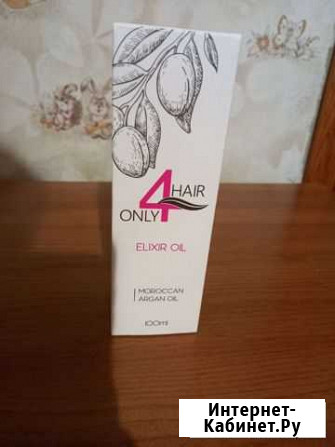 ONLY 4 HAIR
ELIXIR OIL
MOROCCAN
ARGAN OIL
100ml
Интернет-
Кабинет.Ру